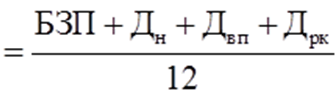 = БЗП + Дн + Двп + Дрк
12